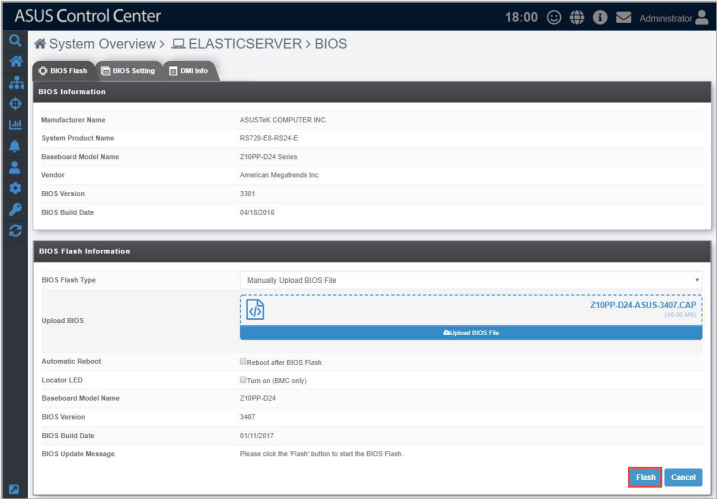 ASUS Control Center
18:00
Administrator
System Overview > ELASTICSERVER > BIOS
BIOS Flash BIOS Setting DMI Info
BIOS Information
Manufacturer Name ASUSTeK COMPUTER INC.
System Product Name RS720-E8-RS24-E
Baseboard Model Name Z10PP-D24 Series
Vendor American Megatrends Inc.
BIOS Version 3301
BIOS Build Date 04/18/2016
BIOS Flash Information
BIOS Flash Type Manually Upload BIOS File
Upload BIOS
Z10PP-D24-ASUS-3407.CAP
(16.00 MB)
Upload BIOS File
Automatic Reboot Reboot after BIOS Flash
Locator LED Turn on (BMC only)
Baseboard Model Name Z10PP-D24
BIOS Version 3407
BIOS Build Date 01/11/2017
BIOS Update Message Please click the 'Flash' button to start the BIOS Flash.
Flash Cancel